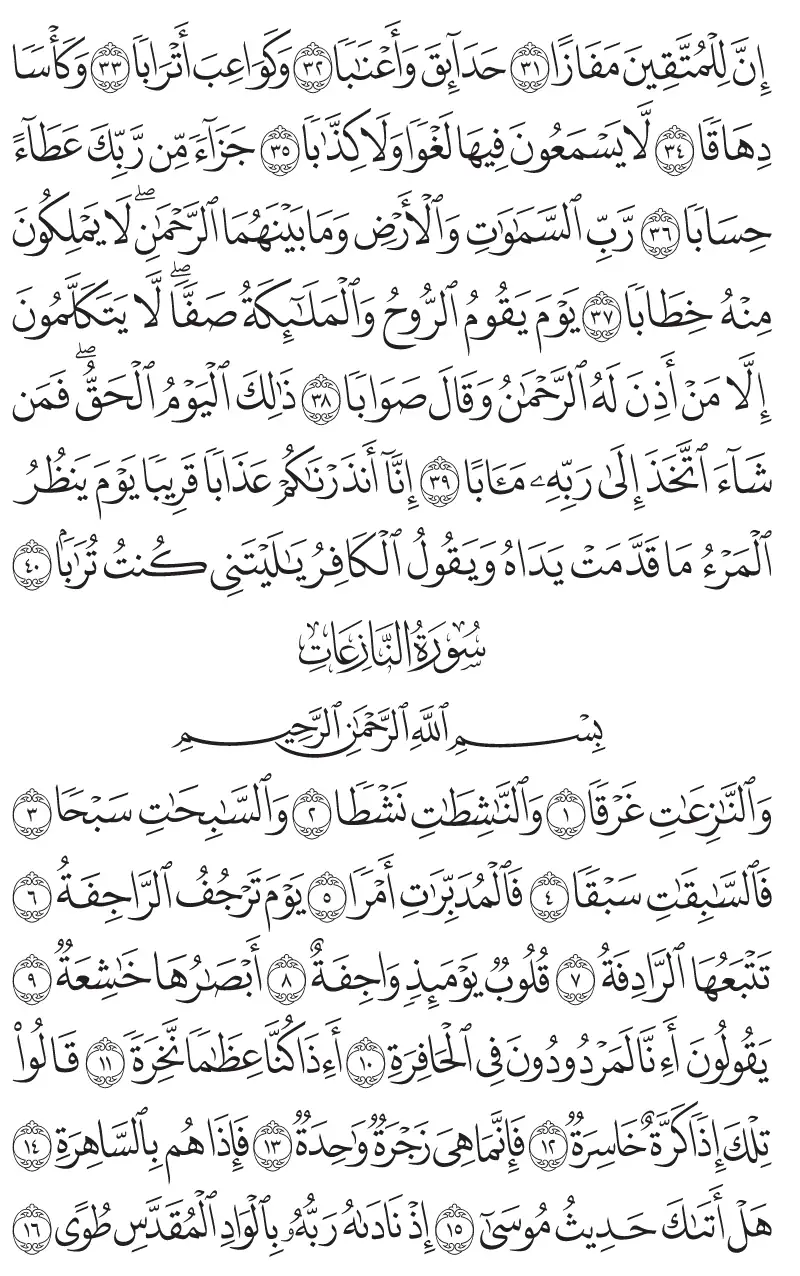 إِنَّ لِلْمُتَّقِينَ مَفَازًا ٣١ حَدَآئِقَ وَأَعْنَٰبًا ٣٢ وَكَوَاعِبَ أَتْرَابًا ٣٣ وَكَأْسًا
دِهَاقًا ٣٤ لَّا يَسْمَعُونَ فِيهَا لَغْوًا وَلَا كِذَّٰبًا ٣٥ جَزَآءً مِّن رَّبِّكَ عَطَآءً
حِسَابًا ٣٦ رَّبِّ ٱلسَّمَٰوَٰتِ وَٱلْأَرْضِ وَمَا بَيْنَهُمَا ٱلرَّحْمَٰنِ ۖ لَا يَمْلِكُونَ
مِنْهُ خِطَابًا ٣٧ يَوْمَ يَقُومُ ٱلرُّوحُ وَٱلْمَلَٰٓئِكَةُ صَفًّا ۖ لَّا يَتَكَلَّمُونَ
إِلَّا مَنْ أَذِنَ لَهُ ٱلرَّحْمَٰنُ وَقَالَ صَوَابًا ٣٨ ذَٰلِكَ ٱلْيَوْمُ ٱلْحَقُّ ۖ فَمَن
شَآءَ ٱتَّخَذَ إِلَىٰ رَبِّهِۦ مَـَٔابًا ٣٩ إِنَّآ أَنذَرْنَٰكُمْ عَذَابًا قَرِيبًا يَوْمَ يَنظُرُ
ٱلْمَرْءُ مَا قَدَّمَتْ يَدَاهُ وَيَقُولُ ٱلْكَافِرُ يَٰلَيْتَنِى كُنتُ تُرَٰبًۢا ٤٠
سُورَةُ النَّازِعَاتِ
بِسْمِ ٱللَّهِ ٱلرَّحْمَٰنِ ٱلرَّحِيمِ
وَٱلنَّٰزِعَٰتِ غَرْقًا ١ وَٱلنَّٰشِطَٰتِ نَشْطًا ٢ وَٱلسَّٰبِحَٰتِ سَبْحًا ٣
فَٱلسَّٰبِقَٰتِ سَبْقًا ٤ فَٱلْمُدَبِّرَٰتِ أَمْرًا ٥ يَوْمَ تَرْجُفُ ٱلرَّاجِفَةُ ٦
تَتْبَعُهَا ٱلرَّادِفَةُ ٧ قُلُوبٌ يَوْمَئِذٍ وَاجِفَةٌ ٨ أَبْصَٰرُهَا خَٰشِعَةٌ ٩
يَقُولُونَ أَءِنَّا لَمَرْدُودُونَ فِى ٱلْحَافِرَةِ ١٠ أَءِذَا كُنَّا عِظَٰمًا نَّخِرَةً ١١ قَالُوا۟
تِلْكَ إِذًا كَرَّةٌ خَاسِرَةٌ ١٢ فَإِنَّمَا هِىَ زَجْرَةٌ وَٰحِدَةٌ ١٣ فَإِذَا هُم بِٱلسَّاهِرَةِ ١٤
هَلْ أَتَىٰكَ حَدِيثُ مُوسَىٰٓ ١٥ إِذْ نَادَىٰهُ رَبُّهُۥ بِٱلْوَادِ ٱلْمُقَدَّسِ طُوًى ١٦